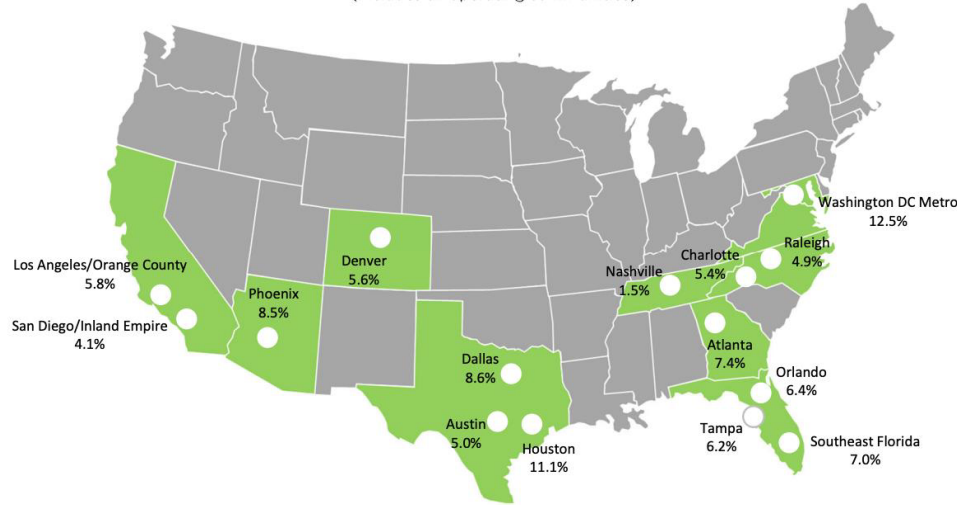 Washington DC Metro
12.5%
Raleigh
4.9%
Charlotte
5.4%
Nashville
1.5%
Denver
5.6%
Los Angeles/Orange County
5.8%
Phoenix
8.5%
San Diego/Inland Empire
4.1%
Atlanta
7.4%
Dallas
8.6%
Orlando
6.4%
Austin
5.0%
Houston
11.1%
Tampa
6.2%
Southeast Florida
7.0%